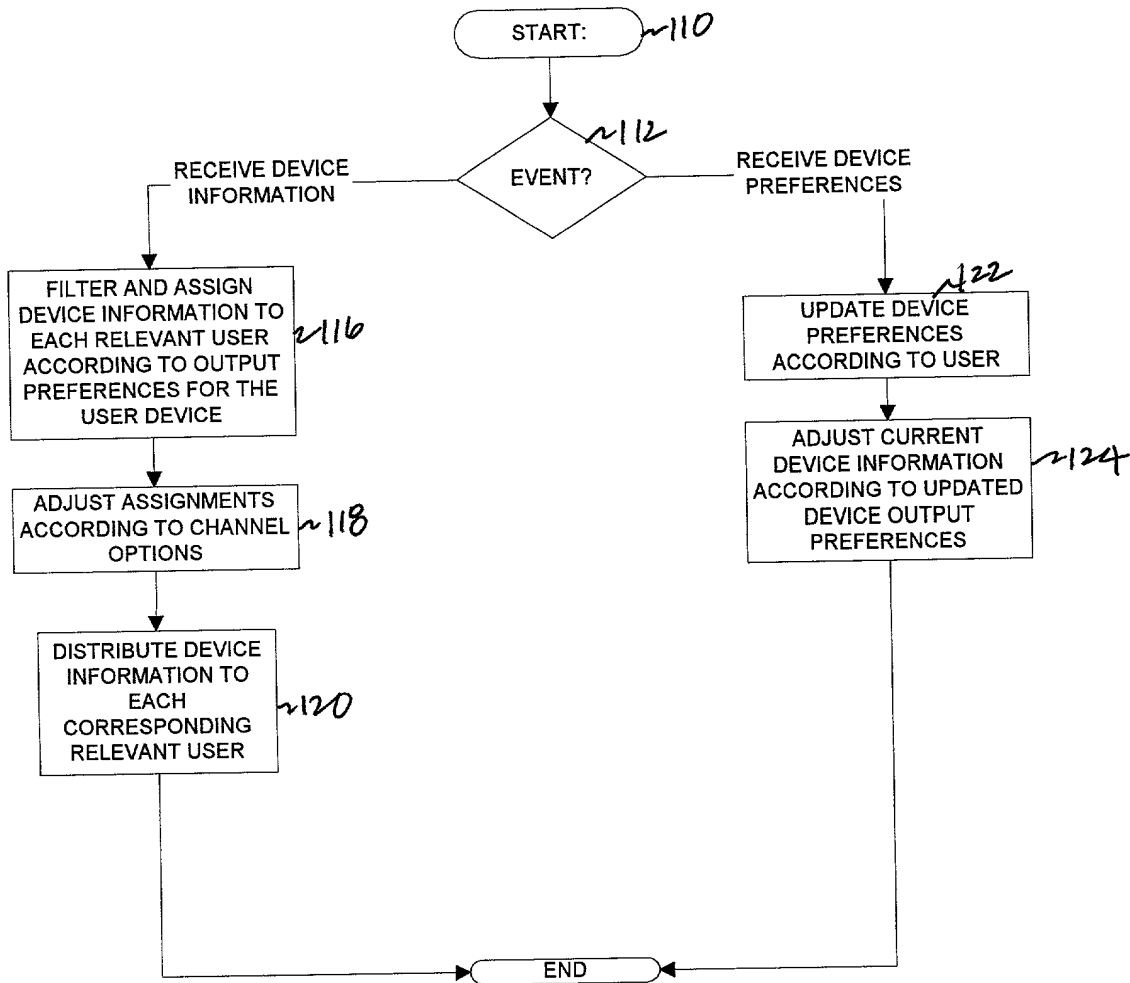 START:
~110
~112
EVENT?
RECEIVE DEVICE
INFORMATION
RECEIVE DEVICE
PREFERENCES
FILTER AND ASSIGN
DEVICE INFORMATION TO
EACH RELEVANT USER
ACCORDING TO OUTPUT
PREFERENCES FOR THE
USER DEVICE
~116
~122
UPDATE DEVICE
PREFERENCES
ACCORDING TO USER
ADJUST CURRENT
DEVICE INFORMATION
ACCORDING TO UPDATED
DEVICE OUTPUT
PREFERENCES
~124
ADJUST ASSIGNMENTS
ACCORDING TO CHANNEL
OPTIONS
~118
DISTRIBUTE DEVICE
INFORMATION TO
EACH
CORRESPONDING
RELEVANT USER
~120
END